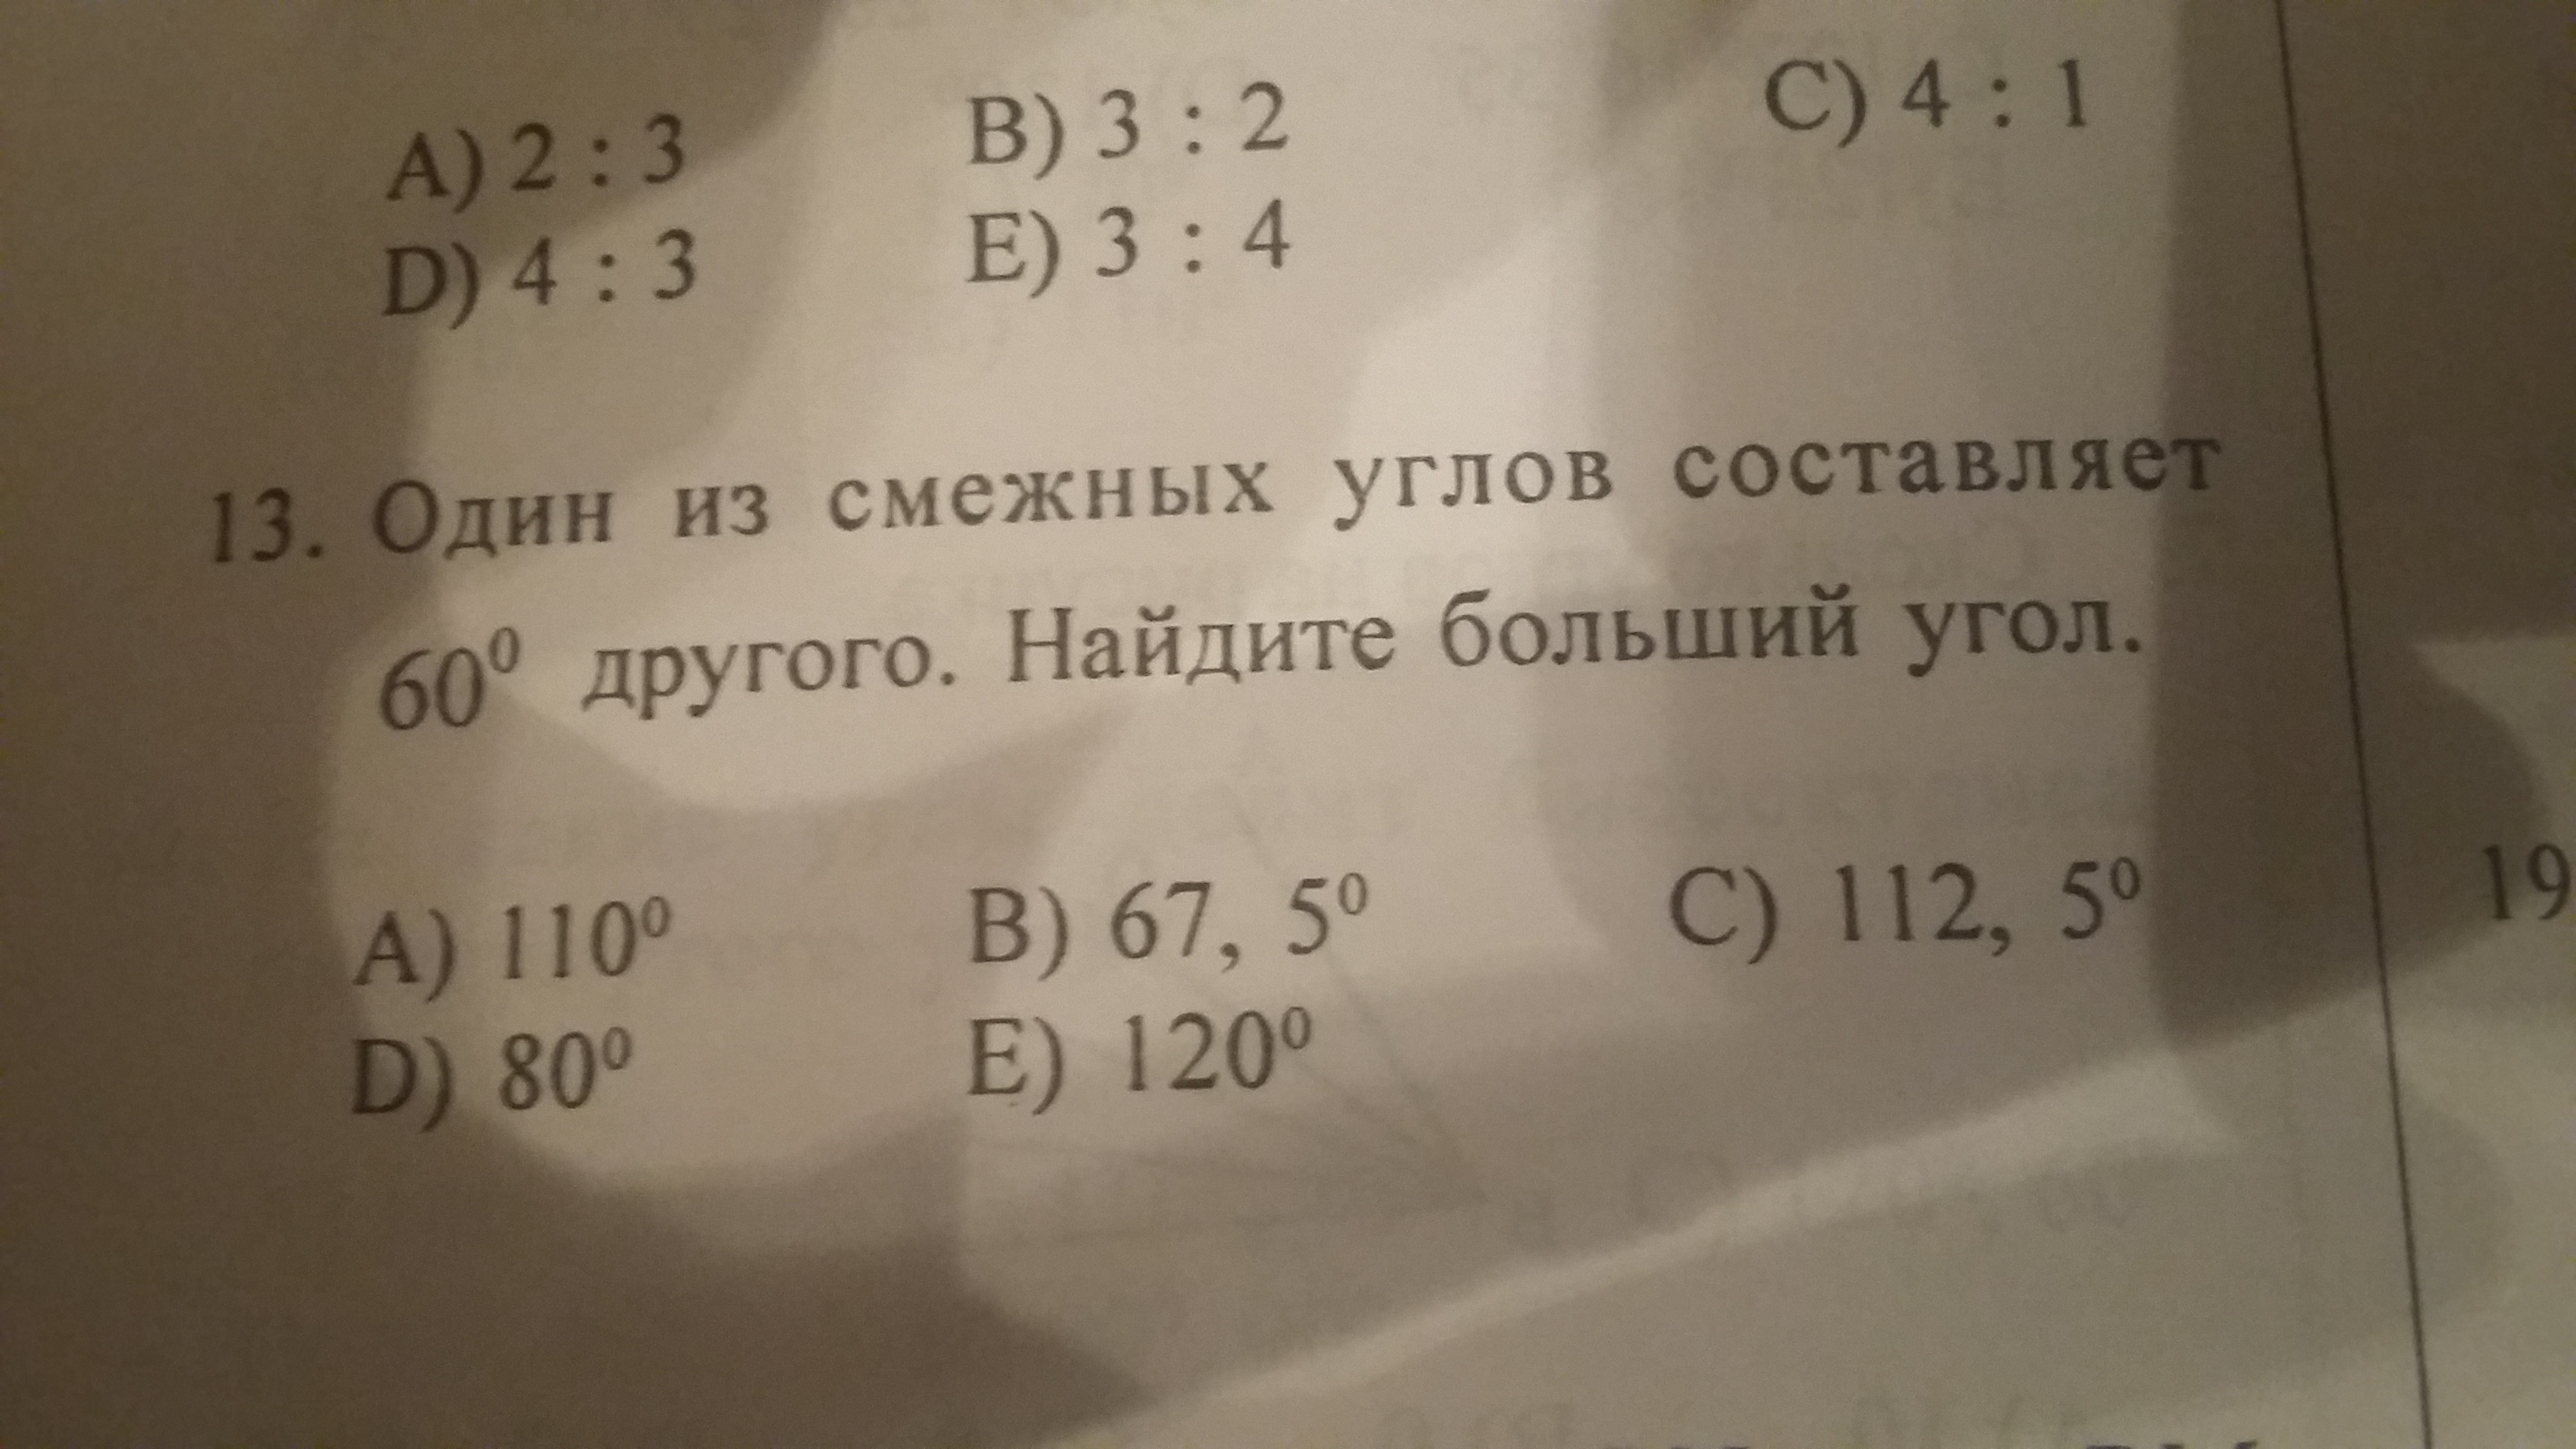 A) 2 : 3 B) 3 : 2 C) 4 : 1
D) 4 : 3 E) 3 : 4
13. Один из смежных углов составляет
60⁰ другого. Найдите больший угол.
A) 110⁰ B) 67, 5⁰ C) 112, 5⁰
D) 80⁰ E) 120⁰
19